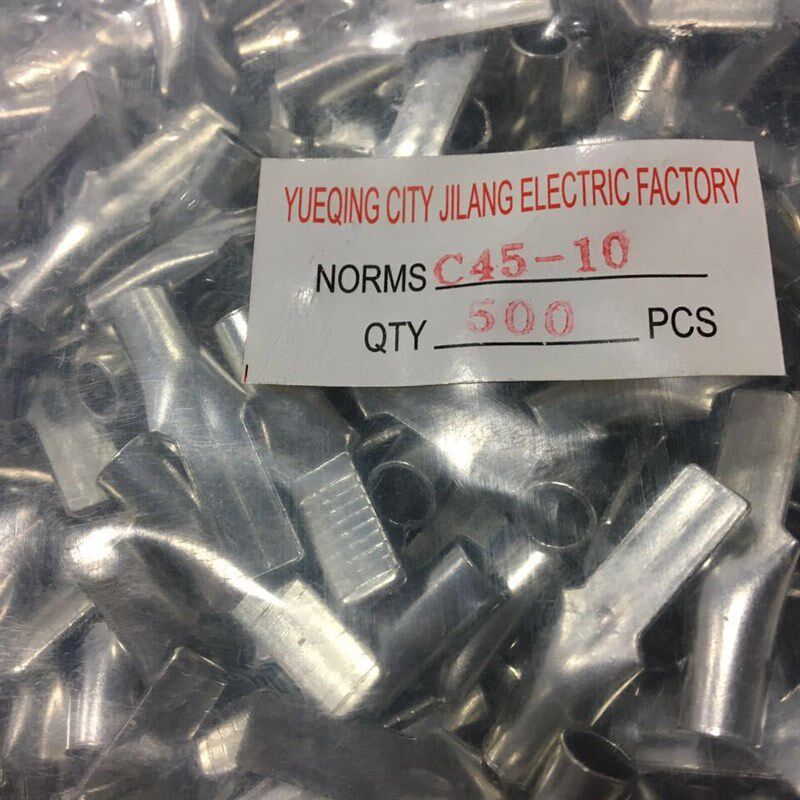 YUEQING CITY JILANG ELECTRIC FACTORY
NORMS C45-10
QTY 500 PCS